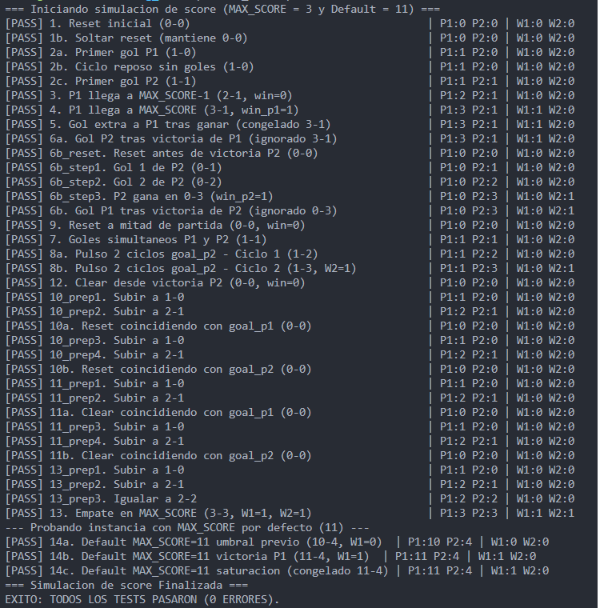 === Iniciando simulacion de score (MAX_SCORE = 3 y Default = 11) ===
[PASS] 1. Reset inicial (0-0) | P1:0 P2:0 | W1:0 W2:0
[PASS] 1b. Soltar reset (mantiene 0-0) | P1:0 P2:0 | W1:0 W2:0
[PASS] 2a. Primer gol P1 (1-0) | P1:1 P2:0 | W1:0 W2:0
[PASS] 2b. Ciclo reposo sin goles (1-0) | P1:1 P2:0 | W1:0 W2:0
[PASS] 2c. Primer gol P2 (1-1) | P1:1 P2:1 | W1:0 W2:0
[PASS] 3. P1 llega a MAX_SCORE-1 (2-1, win=0) | P1:2 P2:1 | W1:0 W2:0
[PASS] 4. P1 llega a MAX_SCORE (3-1, win_p1=1) | P1:3 P2:1 | W1:1 W2:0
[PASS] 5. Gol extra a P1 tras ganar (congelado 3-1) | P1:3 P2:1 | W1:1 W2:0
[PASS] 6a. Gol P2 tras victoria de P1 (ignorado 3-1) | P1:3 P2:1 | W1:1 W2:0
[PASS] 6b_reset. Reset antes de victoria P2 (0-0) | P1:0 P2:0 | W1:0 W2:0
[PASS] 6b_step1. Gol 1 de P2 (0-1) | P1:0 P2:1 | W1:0 W2:0
[PASS] 6b_step2. Gol 2 de P2 (0-2) | P1:0 P2:2 | W1:0 W2:0
[PASS] 6b_step3. P2 gana en 0-3 (win_p2=1) | P1:0 P2:3 | W1:0 W2:1
[PASS] 6b. Gol P1 tras victoria de P2 (ignorado 0-3) | P1:0 P2:3 | W1:0 W2:1
[PASS] 9. Reset a mitad de partida (0-0, win=0) | P1:0 P2:0 | W1:0 W2:0
[PASS] 7. Goles simultaneos P1 y P2 (1-1) | P1:1 P2:1 | W1:0 W2:0
[PASS] 8a. Pulso 2 ciclos goal_p2 - Ciclo 1 (1-2) | P1:1 P2:2 | W1:0 W2:0
[PASS] 8b. Pulso 2 ciclos goal_p2 - Ciclo 2 (1-3, W2=1) | P1:1 P2:3 | W1:0 W2:1
[PASS] 12. Clear desde victoria P2 (0-0, win=0) | P1:0 P2:0 | W1:0 W2:0
[PASS] 10_prep1. Subir a 1-0 | P1:1 P2:0 | W1:0 W2:0
[PASS] 10_prep2. Subir a 2-1 | P1:2 P2:1 | W1:0 W2:0
[PASS] 10a. Reset coincidiendo con goal_p1 (0-0) | P1:0 P2:0 | W1:0 W2:0
[PASS] 10_prep3. Subir a 1-0 | P1:1 P2:0 | W1:0 W2:0
[PASS] 10_prep4. Subir a 2-1 | P1:2 P2:1 | W1:0 W2:0
[PASS] 10b. Reset coincidiendo con goal_p2 (0-0) | P1:0 P2:0 | W1:0 W2:0
[PASS] 11_prep1. Subir a 1-0 | P1:1 P2:0 | W1:0 W2:0
[PASS] 11_prep2. Subir a 2-1 | P1:2 P2:1 | W1:0 W2:0
[PASS] 11a. Clear coincidiendo con goal_p1 (0-0) | P1:0 P2:0 | W1:0 W2:0
[PASS] 11_prep3. Subir a 1-0 | P1:1 P2:0 | W1:0 W2:0
[PASS] 11_prep4. Subir a 2-1 | P1:2 P2:1 | W1:0 W2:0
[PASS] 11b. Clear coincidiendo con goal_p2 (0-0) | P1:0 P2:0 | W1:0 W2:0
[PASS] 13_prep1. Subir a 1-0 | P1:1 P2:0 | W1:0 W2:0
[PASS] 13_prep2. Subir a 2-1 | P1:2 P2:1 | W1:0 W2:0
[PASS] 13_prep3. Igualar a 2-2 | P1:2 P2:2 | W1:0 W2:0
[PASS] 13. Empate en MAX_SCORE (3-3, W1=1, W2=1) | P1:3 P2:3 | W1:1 W2:1
--- Probando instancia con MAX_SCORE por defecto (11) ---
[PASS] 14a. Default MAX_SCORE=11 umbral previo (10-4, W1=0) | P1:10 P2:4 | W1:0 W2:0
[PASS] 14b. Default MAX_SCORE=11 victoria P1 (11-4, W1=1) | P1:11 P2:4 | W1:1 W2:0
[PASS] 14c. Default MAX_SCORE=11 saturacion (congelado 11-4) | P1:11 P2:4 | W1:1 W2:0
=== Simulacion de score Finalizada ===
EXITO: TODOS LOS TESTS PASARON (0 ERRORES).